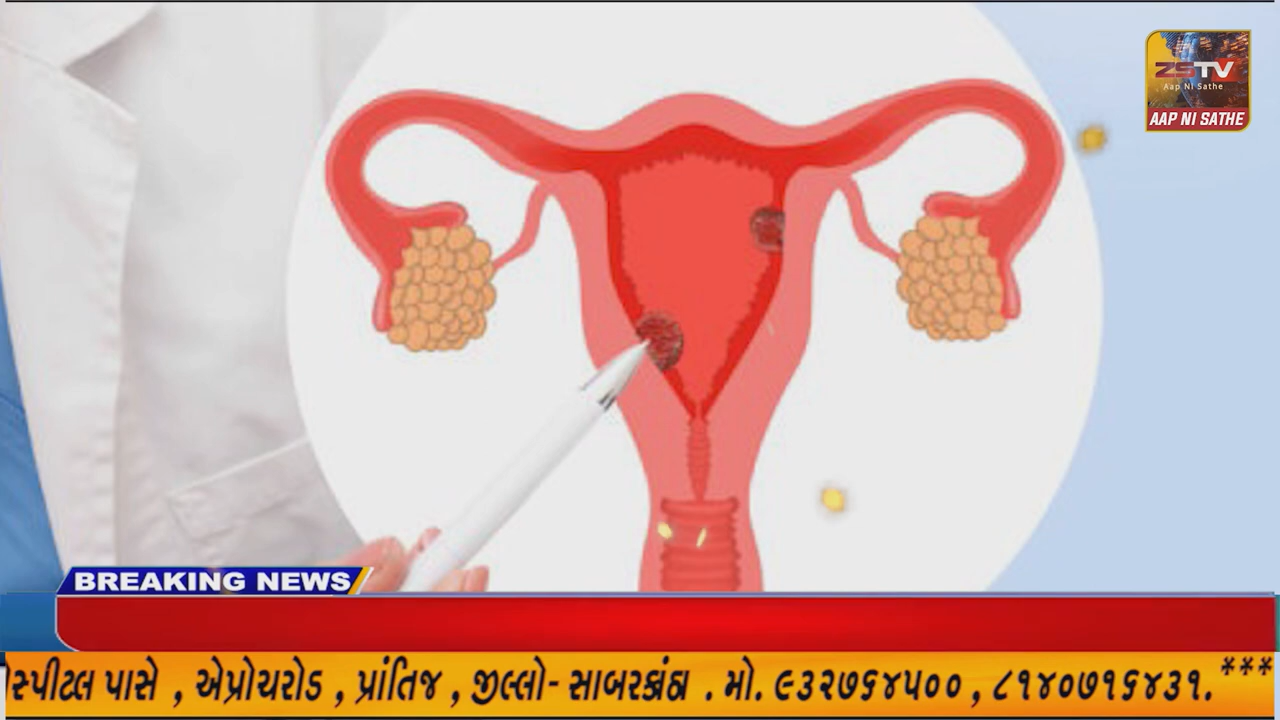 ZSTV
Aap Ni Sathe
AAP NI SATHE
BREAKING NEWS
સ્પીટલ પાસે , એપ્રોચરોડ , પ્રાંતિજ , જીલ્લો- સાબરકાંઠા . મો. ૯૩૨૭૬૪૫૦૦ , ૮૧૪૦૭૧૬૪૩૧. ***